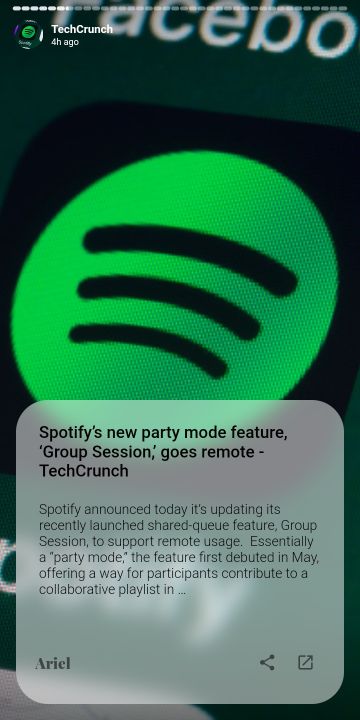 acebo
TechCrunch
4h ago
Spotify's new party mode feature,
‘Group Session,’ goes remote -
TechCrunch
Spotify announced today it's updating its
recently launched shared-queue feature, Group
Session, to support remote usage.  Essentially
a “party mode,” the feature first debuted in May,
offering a way for participants contribute to a
collaborative playlist in ...
Ariel